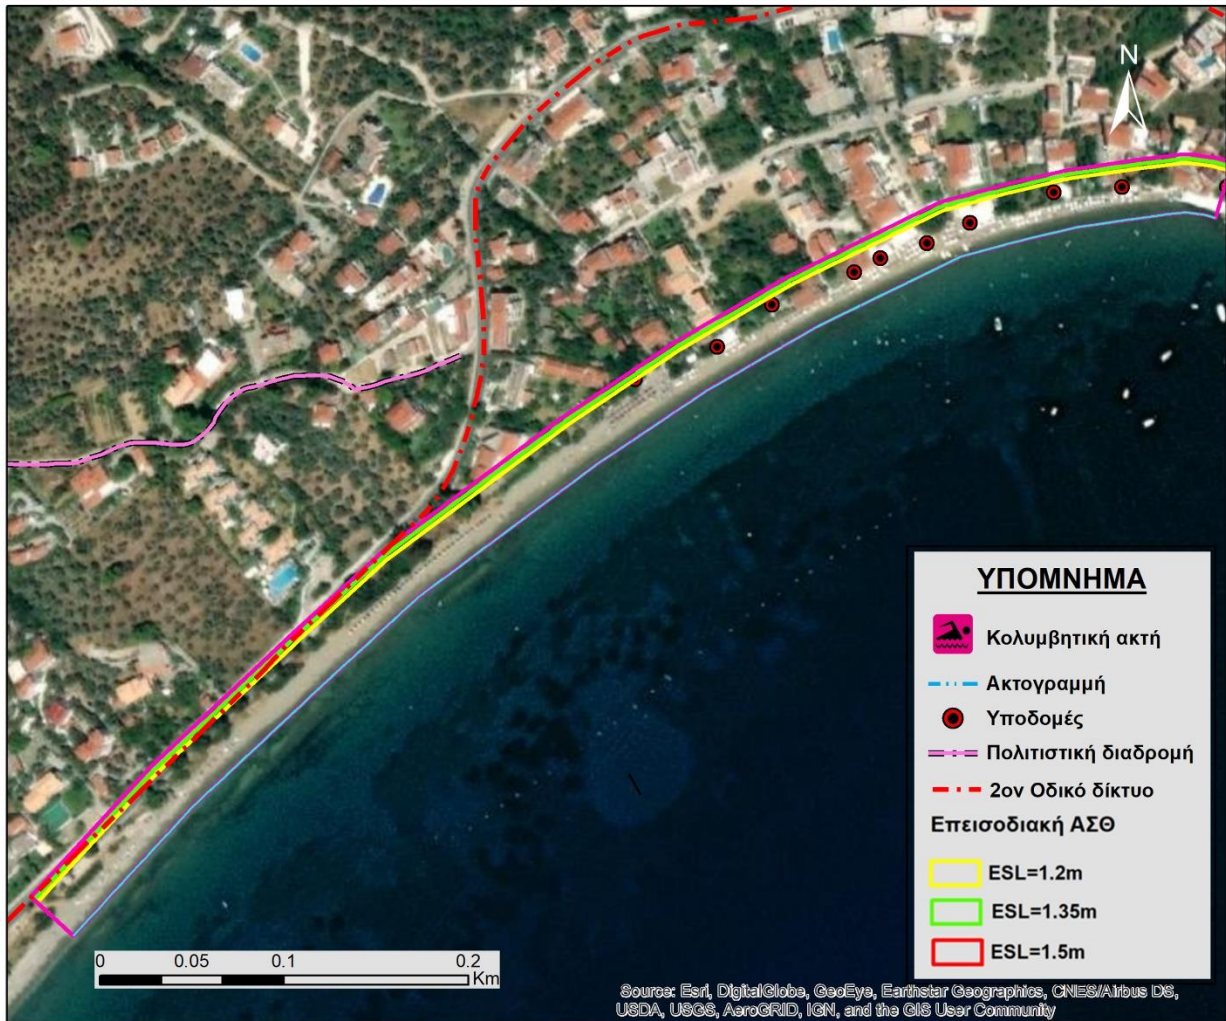 N
ΥΠΟΜΝΗΜΑ
Κολυμβητική ακτή
Ακτογραμμή
Υποδομές
Πολιτιστική διαδρομή
2ον Οδικό δίκτυο
Επεισοδιακή ΑΣΘ
ESL=1.2m
ESL=1.35m
ESL=1.5m
0 0.05 0.1 0.2
Km
Source: Esri, DigitalGlobe, GeoEye, Earthstar Geographics, CNES/Airbus DS,
USDA, USGS, AeroGRID, IGN, and the GIS User Community